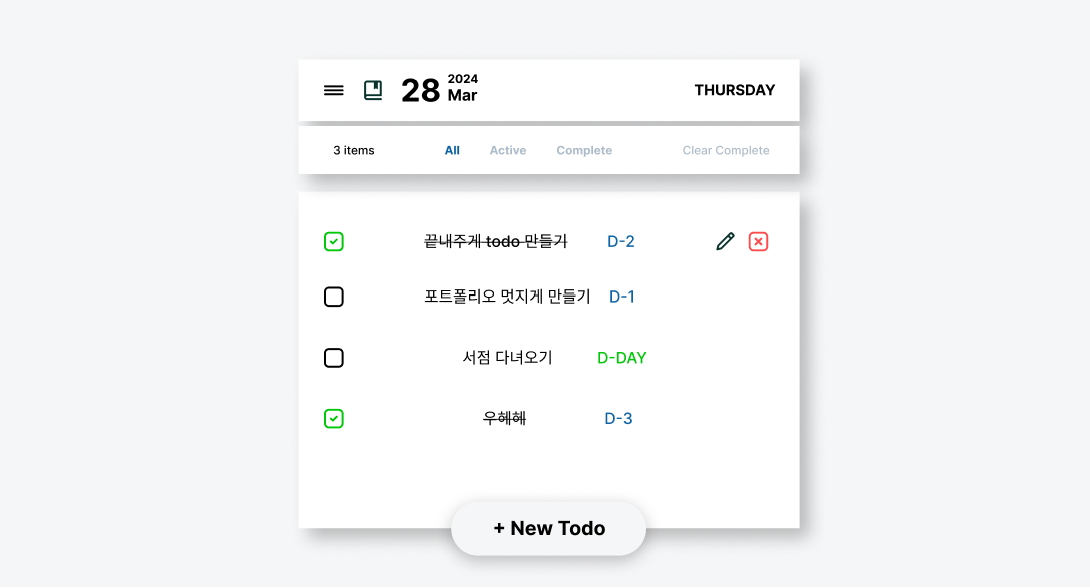 28 2024 Mar THURSDAY
3 items All Active Complete Clear Complete
끝내주게 todo 만들기 D-2
포트폴리오 멋지게 만들기 D-1
서점 다녀오기 D-DAY
우헤헤 D-3
+ New Todo